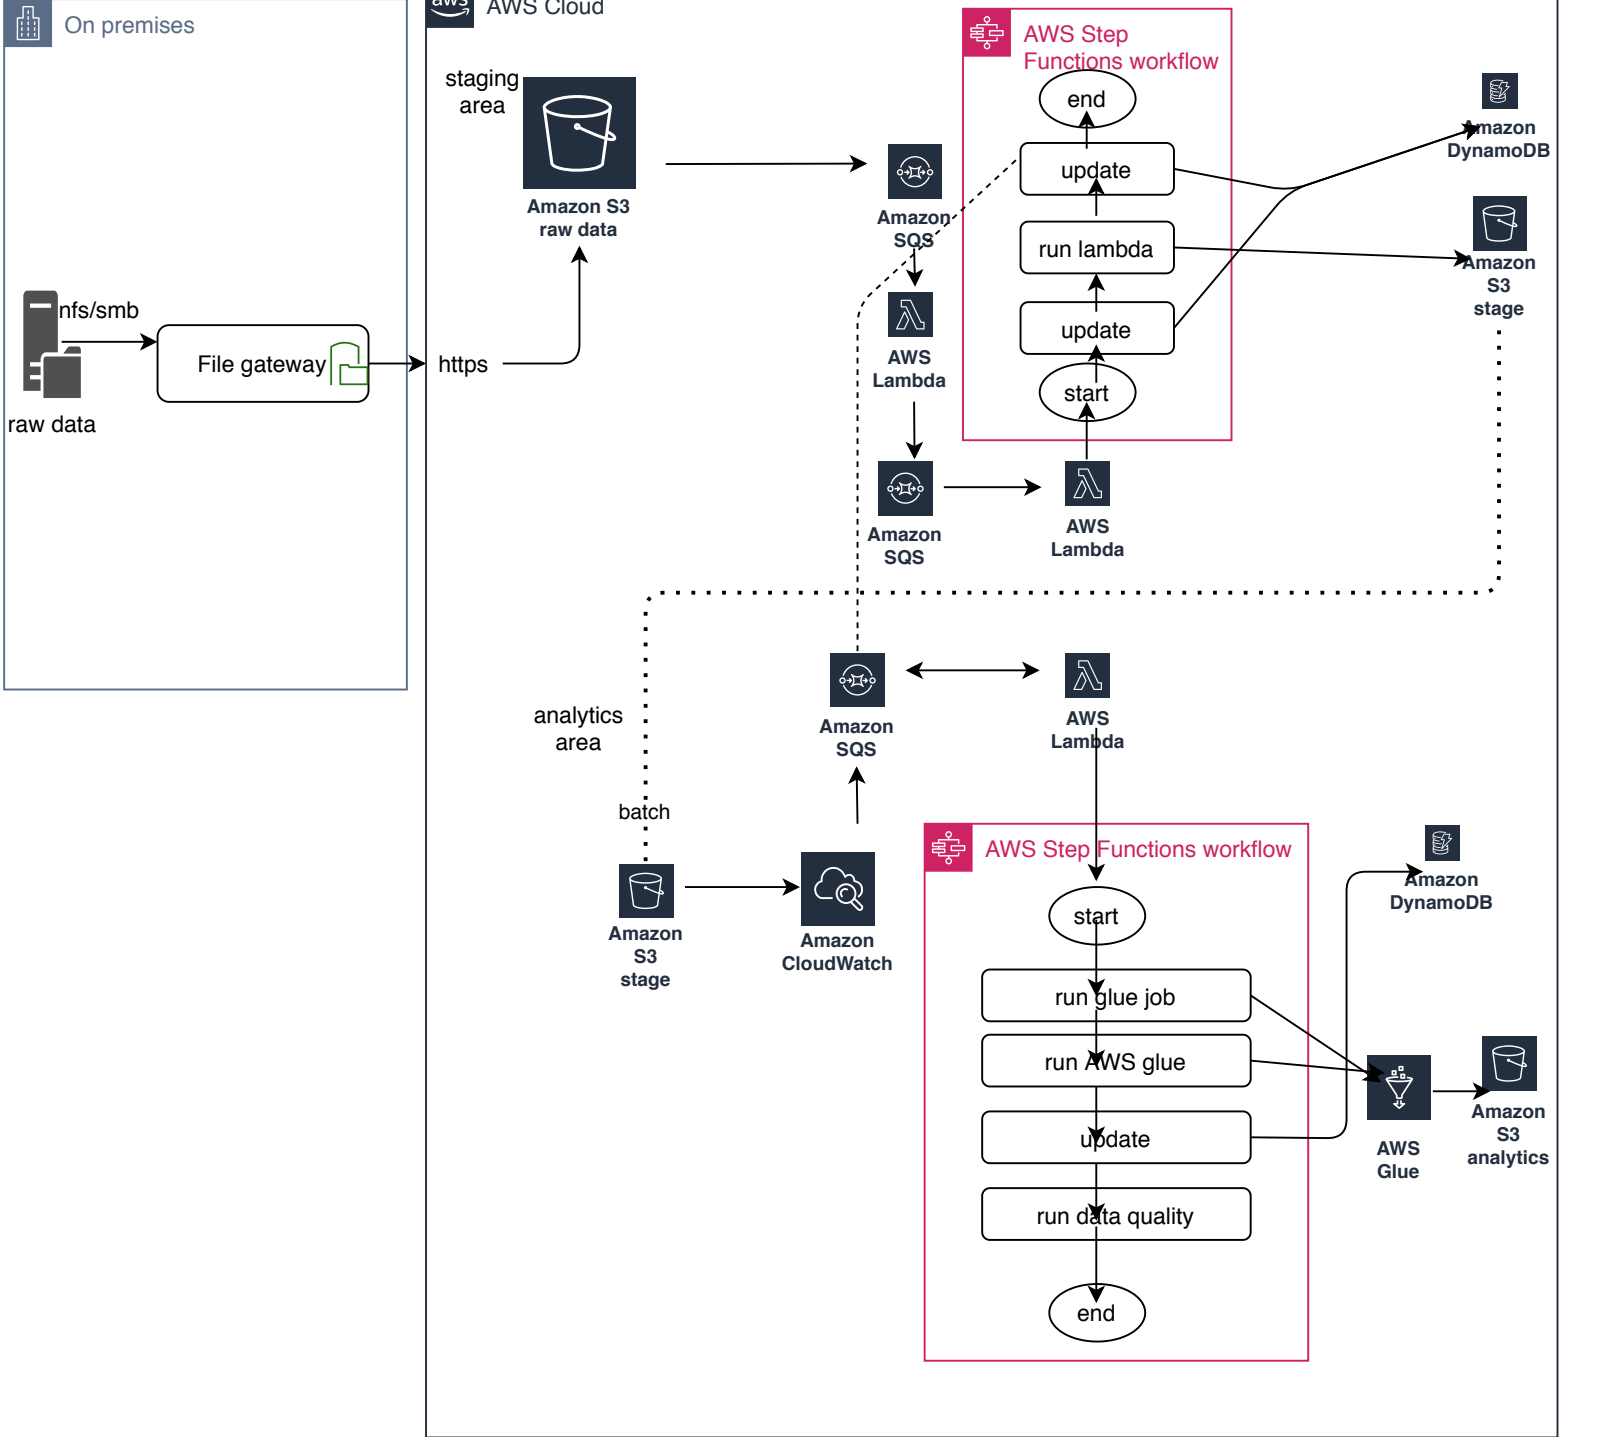 On premises
nfs/smb
File gateway
raw data
aws
AWS Cloud
staging
area
Amazon S3
raw data
https
Amazon
SQS
AWS
Lambda
Amazon
SQS
AWS
Lambda
AWS Step
Functions workflow
end
update
run lambda
update
start
Amazon
DynamoDB
Amazon
S3
stage
analytics
area
batch
Amazon
S3
stage
Amazon
CloudWatch
Amazon
SQS
AWS
Lambda
AWS Step Functions workflow
start
run glue job
run AWS glue
update
run data quality
end
Amazon
DynamoDB
AWS
Glue
Amazon
S3
analytics